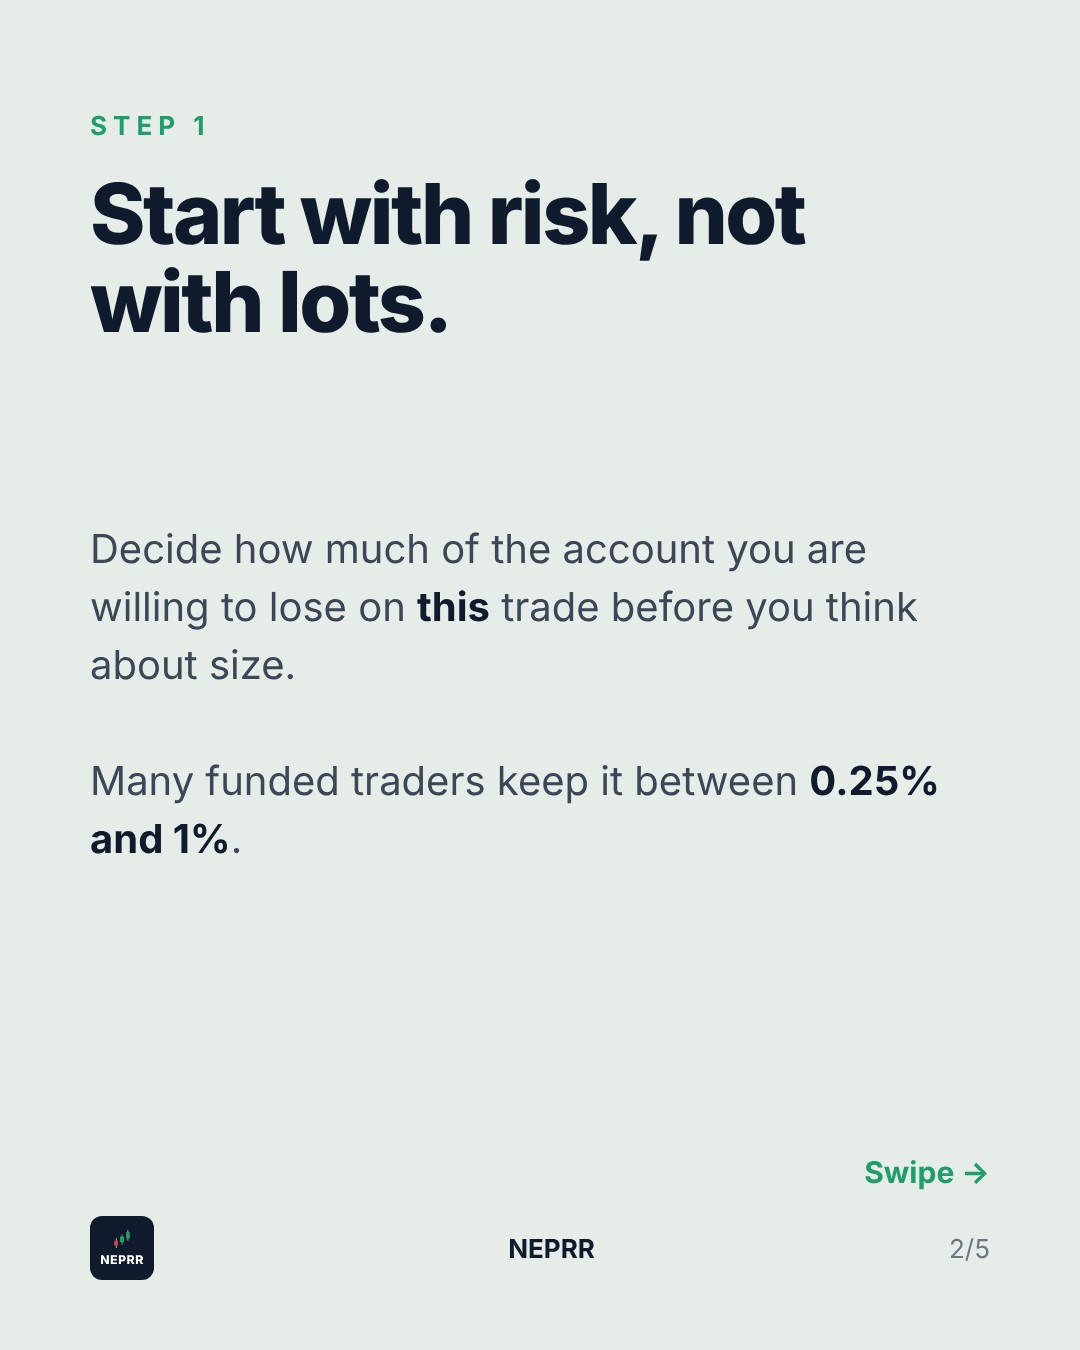 STEP 1
Start with risk, not
with lots.
Decide how much of the account you are
willing to lose on this trade before you think
about size.
Many funded traders keep it between 0.25%
and 1%.
Swipe →
NEPRR
NEPRR
2/5